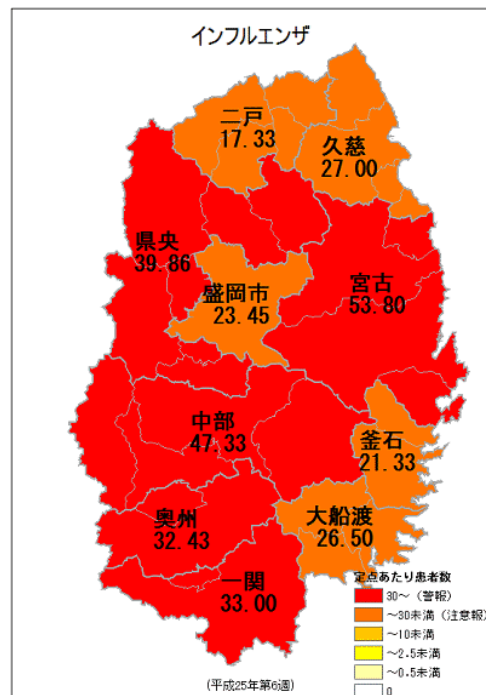 インフルエンザ
二戸
17.33
久慈
27.00
県央
39.86
盛岡市
23.45
宮古
53.80
中部
47.33
釜石
21.33
奥州
32.43
大船渡
26.50
一関
33.00
定点あたり患者数
30～（警報）
～30未満（注意報）
～10未満
～2.5未満
～0.5未満
0
(平成25年第6週)